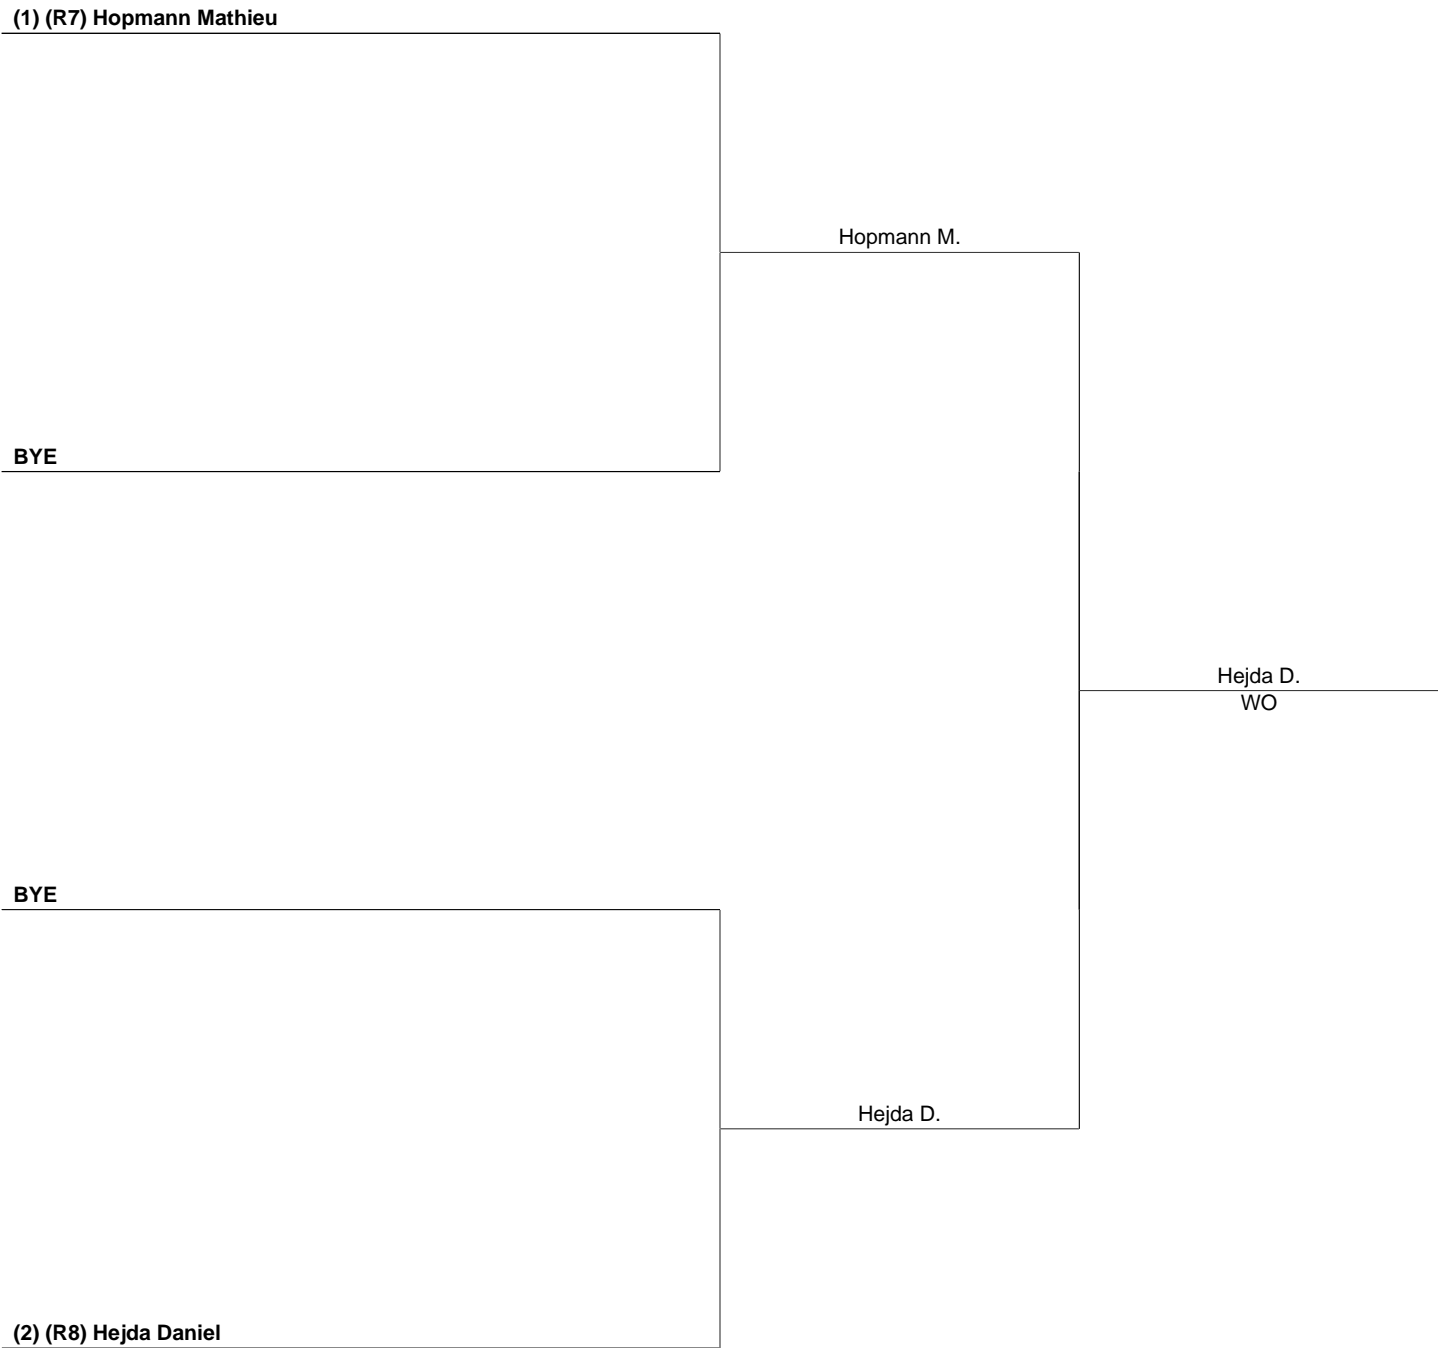 (1) (R7) Hopmann Mathieu
Hopmann M.
BYE
Hejda D.
WO
BYE
Hejda D.
(2) (R8) Hejda Daniel